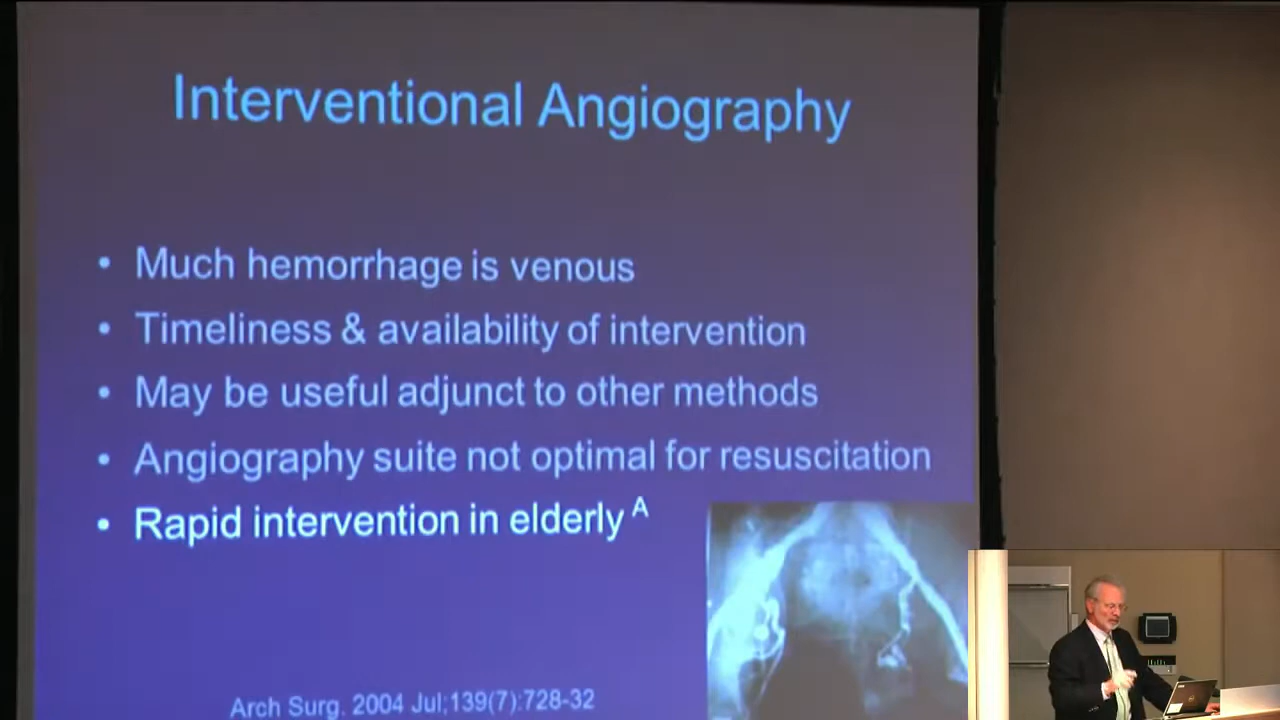 Interventional Angiography
• Much hemorrhage is venous
• Timeliness & availability of intervention
• May be useful adjunct to other methods
• Angiography suite not optimal for resuscitation
• Rapid intervention in elderly A
Arch Surg. 2004 Jul;139(7):728-32